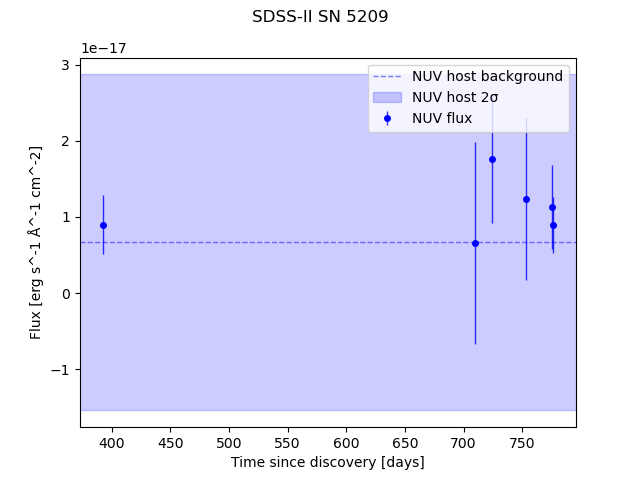 SDSS-II SN 5209
1e−17
NUV host background
NUV host 2σ
NUV flux
3
2
1
0
−1
Flux [erg s^-1 Å^-1 cm^-2]
400 450 500 550 600 650 700 750
Time since discovery [days]